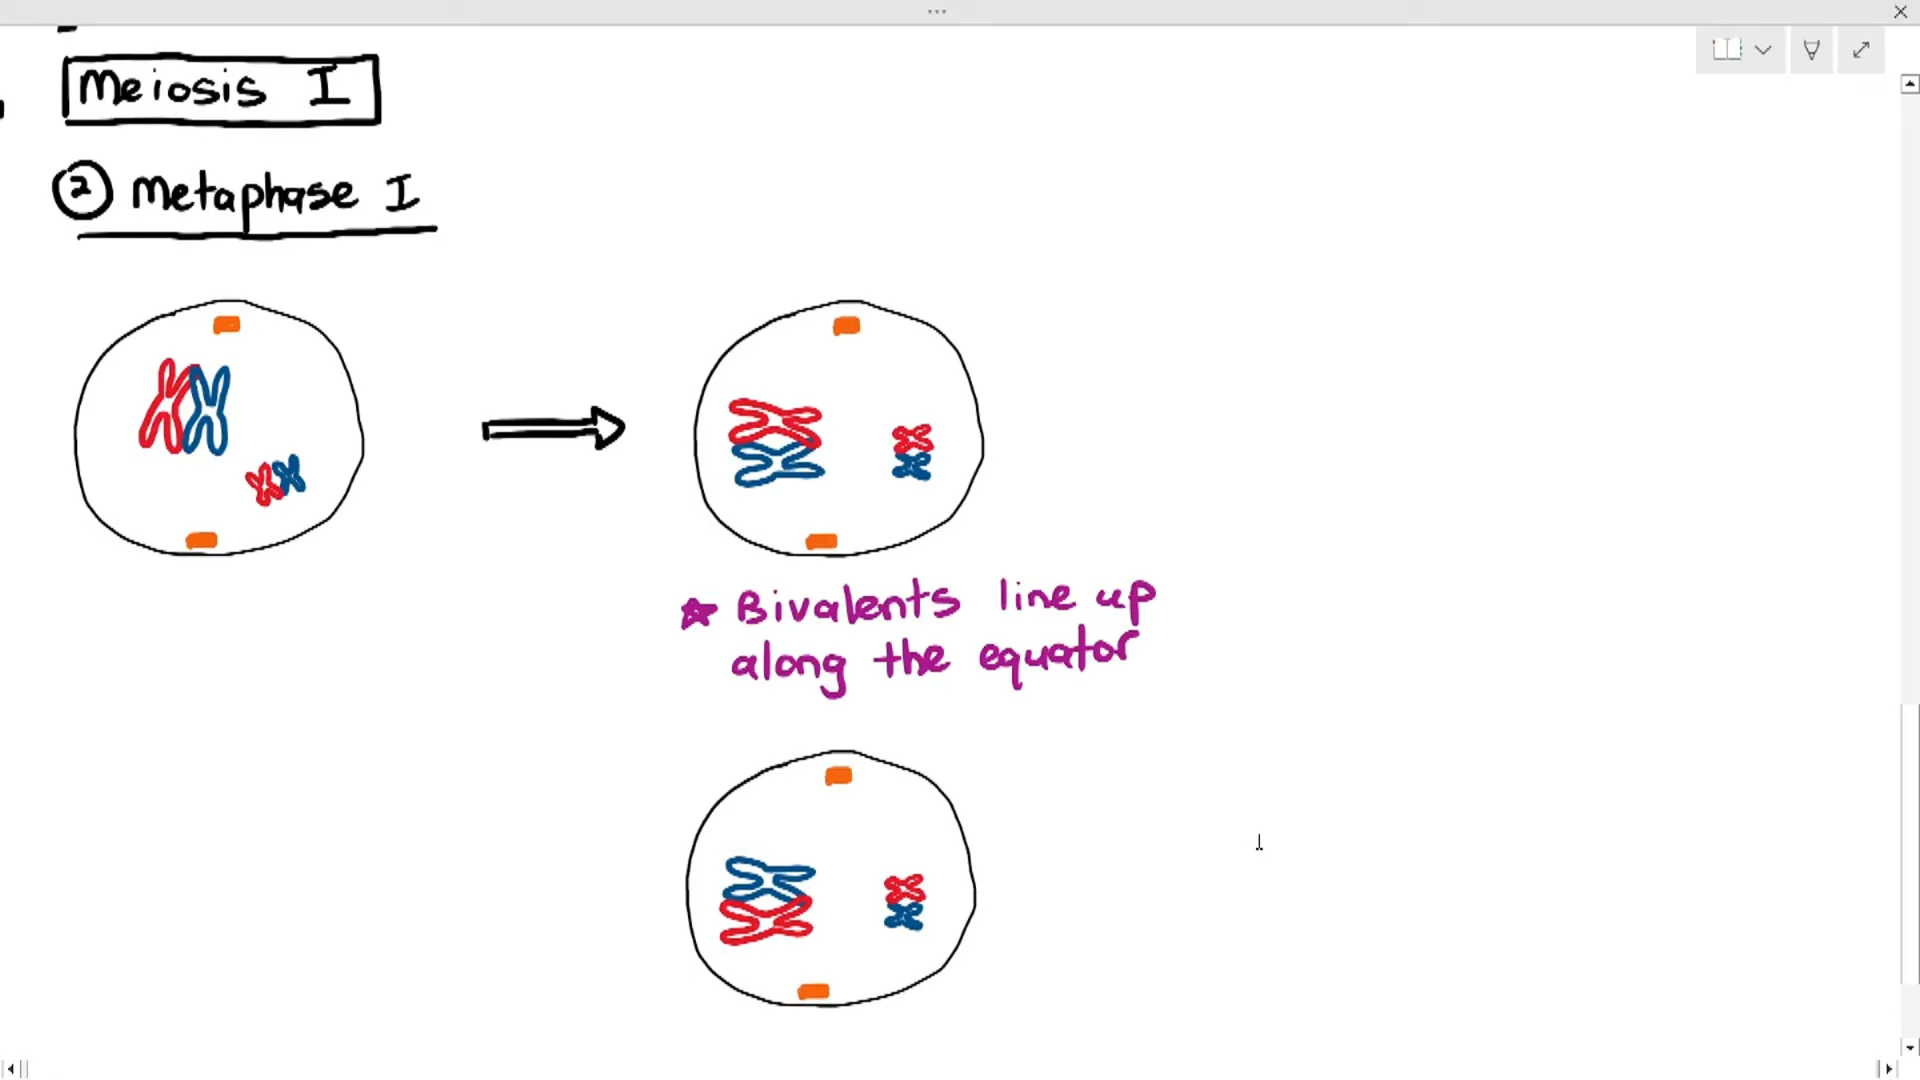 Meiosis I
② Metaphase I
★ Bivalents line up
along the equator